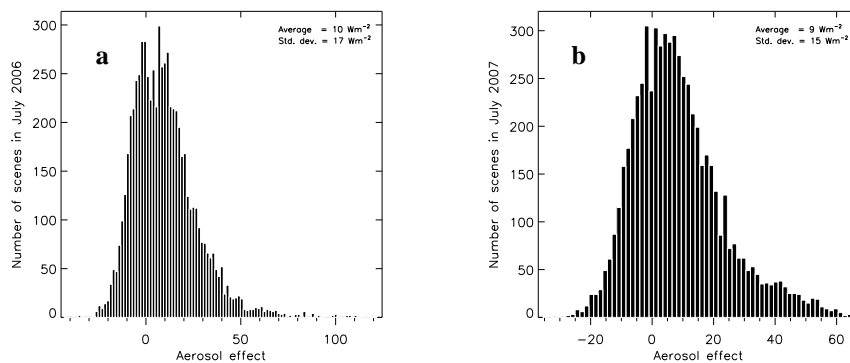 a
Average = 10 Wm⁻²
Std. dev. = 17 Wm⁻²
Number of scenes in July 2006
300
250
200
150
100
50
0
0 50 100
Aerosol effect
b
Average = 9 Wm⁻²
Std. dev. = 15 Wm⁻²
Number of scenes in July 2007
300
250
200
150
100
50
0
−20 0 20 40 60
Aerosol effect